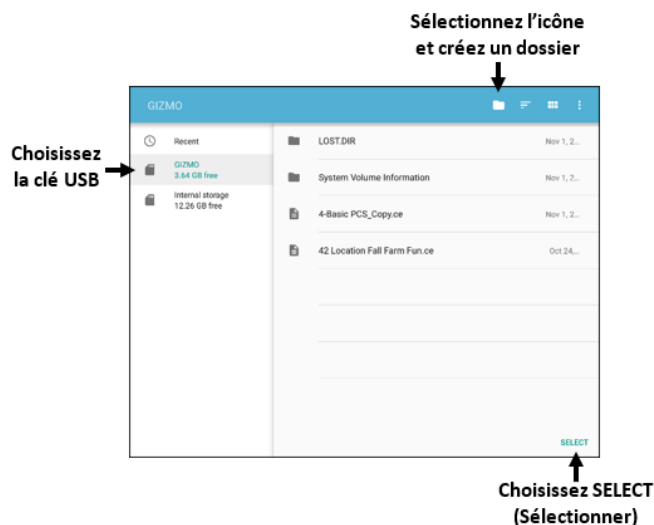 Sélectionnez l’icône
et créez un dossier
GIZMO
Choisissez
la clé USB
Recent
GIZMO
3.64 GB free
Internal storage
12.26 GB free
LOST.DIR
Nov 1, 2...
System Volume Information
Nov 1, 2...
4-Basic PCS_Copy.ce
Nov 1, 2...
42 Location Fall Farm Fun.ce
Oct 24,...
SELECT
Choisissez SELECT
(Sélectionner)